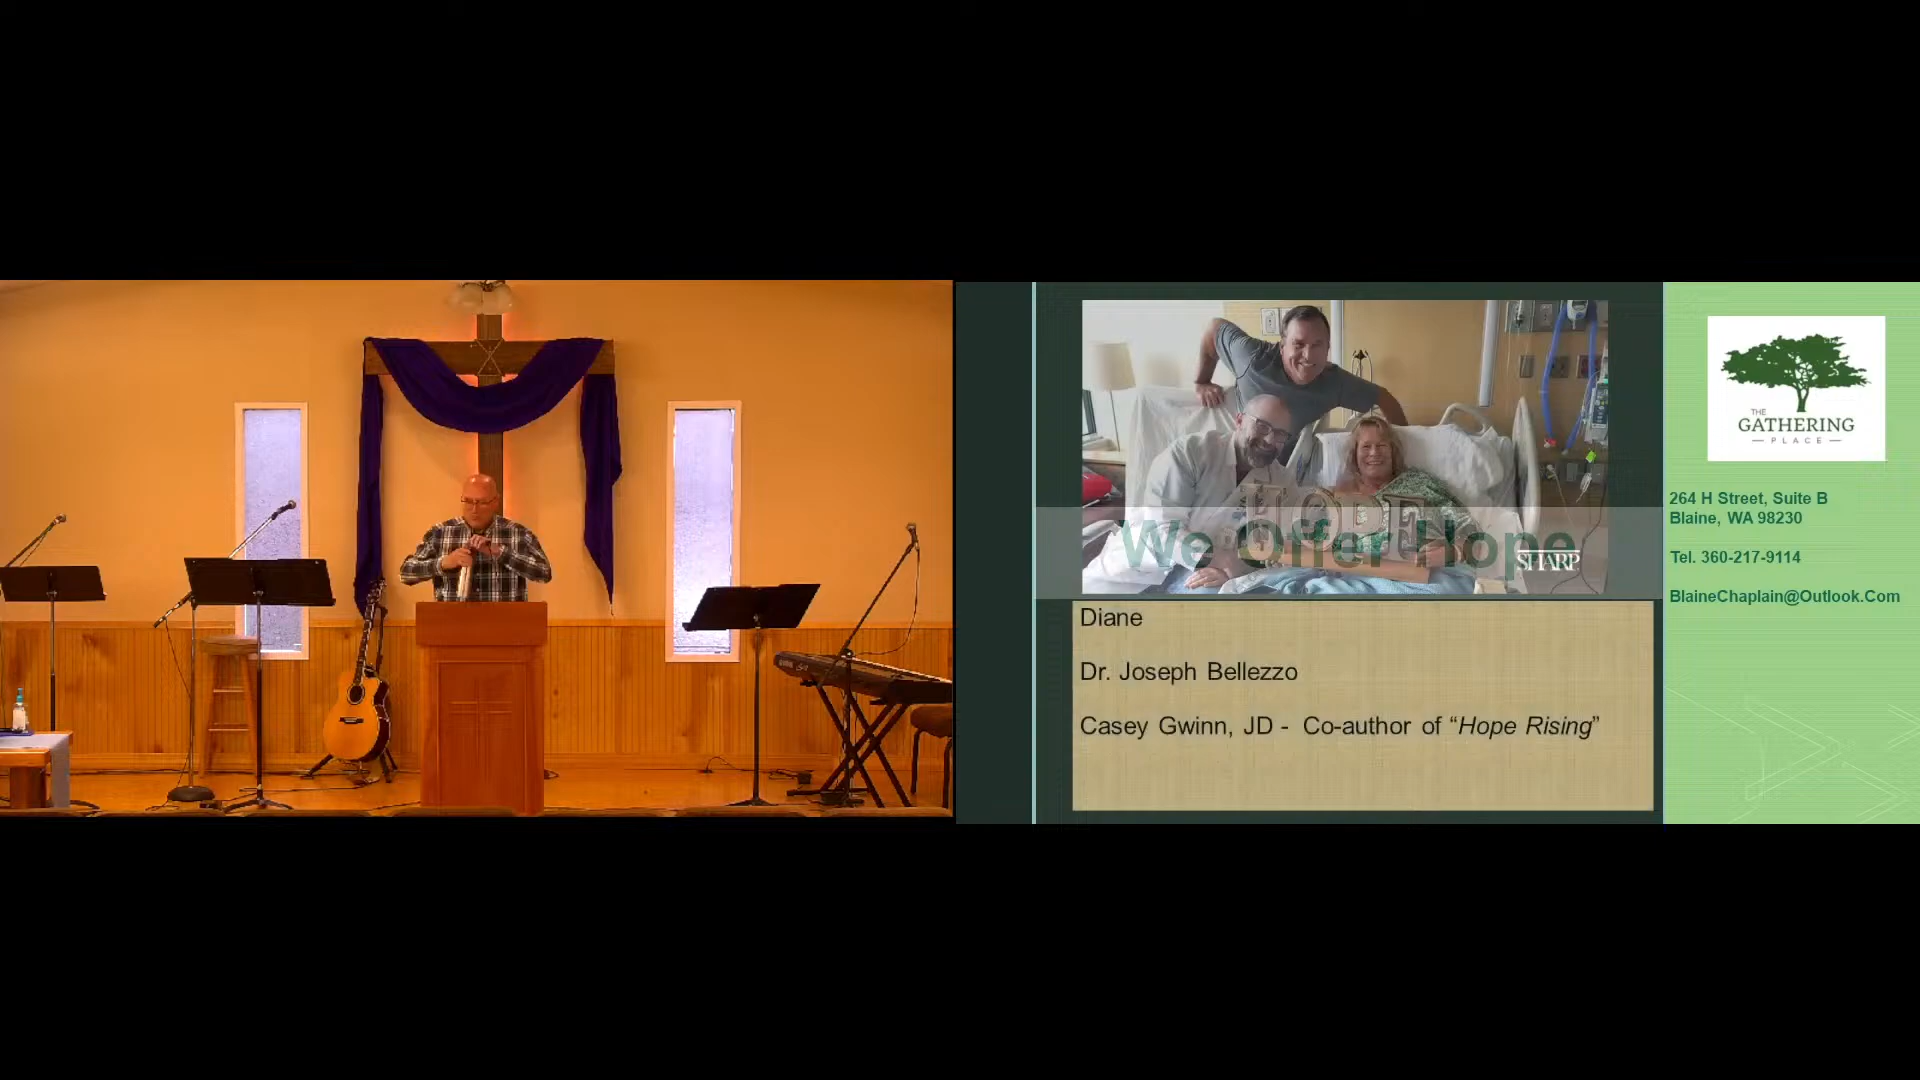 HOPE
We Offer Hope
SHARP
Diane
Dr. Joseph Bellezzo
Casey Gwinn, JD - Co-author of “Hope Rising”
THE
GATHERING
— PLACE —
264 H Street, Suite B
Blaine, WA 98230
Tel. 360-217-9114
BlaineChaplain@Outlook.Com